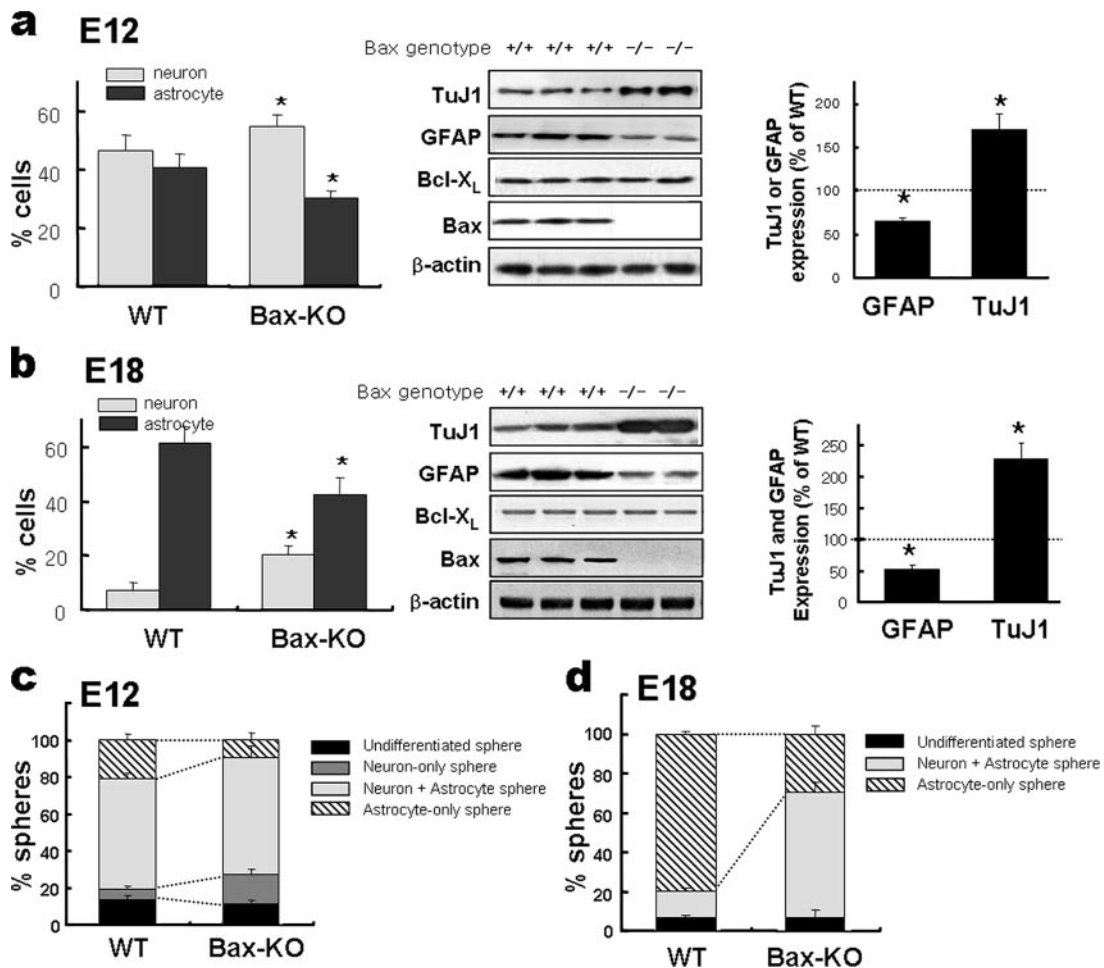 a E12
neuron
astrocyte
% cells
60
40
20
0
WT Bax-KO
Bax genotype +/+ +/+ +/+ −/− −/−
TuJ1
GFAP
Bcl-XL
Bax
β-actin
TuJ1 or GFAP
expression (% of WT)
200
150
100
50
0
GFAP TuJ1
* * * *
b E18
neuron
astrocyte
% cells
60
40
20
0
WT Bax-KO
Bax genotype +/+ +/+ +/+ −/− −/−
TuJ1
GFAP
Bcl-XL
Bax
β-actin
TuJ1 and GFAP
Expression (% of WT)
250
200
150
100
50
0
GFAP TuJ1
* * * *
c E12
% spheres
100
80
60
40
20
0
WT Bax-KO
Undifferentiated sphere
Neuron-only sphere
Neuron + Astrocyte sphere
Astrocyte-only sphere
d E18
% spheres
100
80
60
40
20
0
WT Bax-KO
Undifferentiated sphere
Neuron + Astrocyte sphere
Astrocyte-only sphere